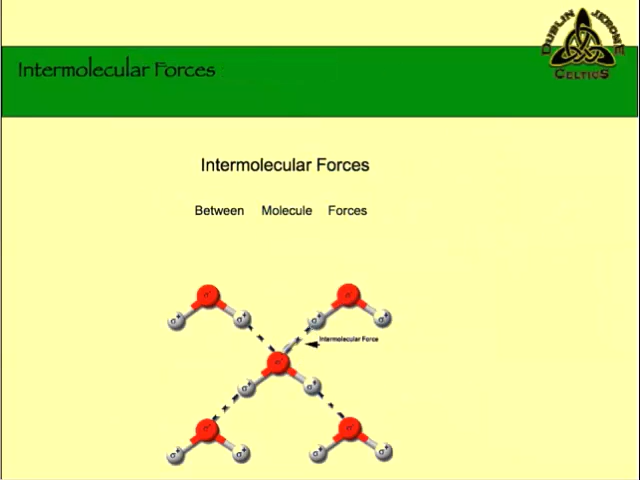 DUBLIN JEROME
CELTICS
Intermolecular Forces
Intermolecular Forces
Between Molecule Forces
Intermolecular Force